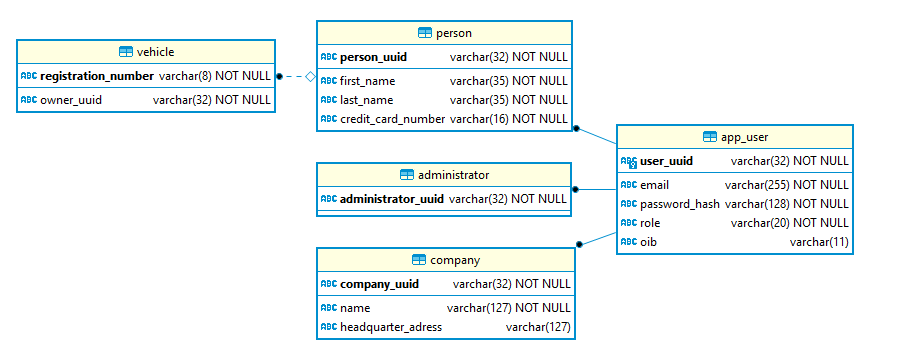 vehicle
ABC registration_number varchar(8) NOT NULL
ABC owner_uuid varchar(32) NOT NULL
person
ABC person_uuid varchar(32) NOT NULL
ABC first_name varchar(35) NOT NULL
ABC last_name varchar(35) NOT NULL
ABC credit_card_number varchar(16) NOT NULL
administrator
ABC administrator_uuid varchar(32) NOT NULL
company
ABC company_uuid varchar(32) NOT NULL
ABC name varchar(127) NOT NULL
ABC headquarter_adress varchar(127)
app_user
ABC user_uuid varchar(32) NOT NULL
ABC email varchar(255) NOT NULL
ABC password_hash varchar(128) NOT NULL
ABC role varchar(20) NOT NULL
ABC oib varchar(11)